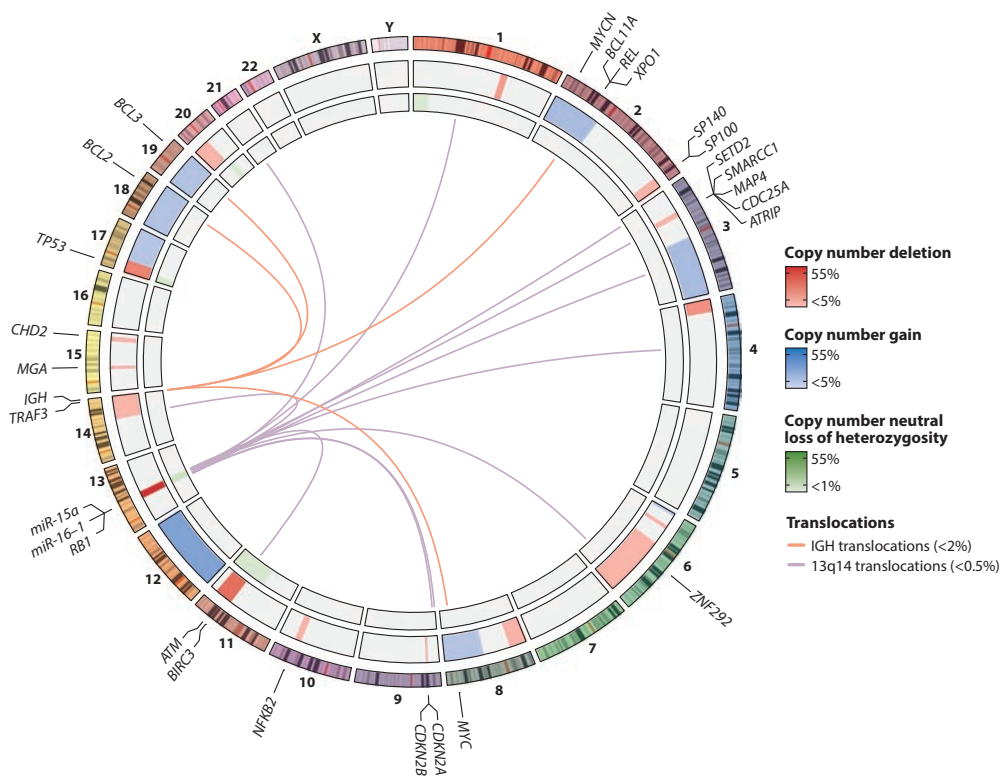 X
Y
1
2
3
4
5
6
7
8
9
10
11
12
13
14
15
16
17
18
19
20
21
22
MYCN
BCL11A
REL
XPO1
SP140
SP100
SETD2
SMARCC1
MAP4
CDC25A
ATRIP
ZNF292
MYC
CDKN2A
CDKN2B
NFKB2
BIRC3
ATM
RB1
miR-16-1
miR-15a
TRAF3
IGH
MGA
CHD2
TP53
BCL2
BCL3
Copy number deletion
55%
<5%
Copy number gain
55%
<5%
Copy number neutral
loss of heterozygosity
55%
<1%
Translocations
IGH translocations (<2%)
13q14 translocations (<0.5%)